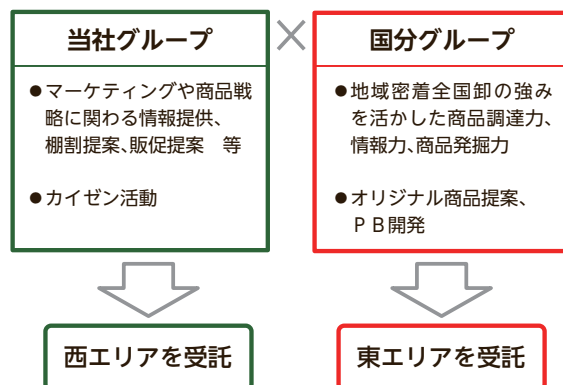 当社グループ
×
国分グループ
●マーケティングや商品戦
略に関わる情報提供、
棚割提案、販促提案　等
●カイゼン活動
●地域密着全国卸の強み
を活かした商品調達力、
情報力、商品発掘力
●オリジナル商品提案、
ＰＢ開発
西エリアを受託
東エリアを受託